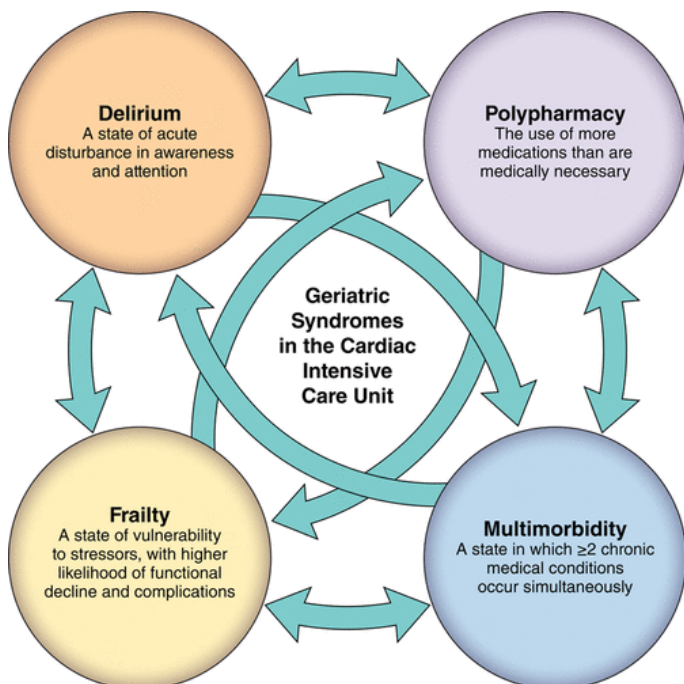 Delirium
A state of acute
disturbance in awareness
and attention
Polypharmacy
The use of more
medications than are
medically necessary
Geriatric
Syndromes
in the Cardiac
Intensive
Care Unit
Frailty
A state of vulnerability
to stressors, with higher
likelihood of functional
decline and complications
Multimorbidity
A state in which ≥2 chronic
medical conditions
occur simultaneously